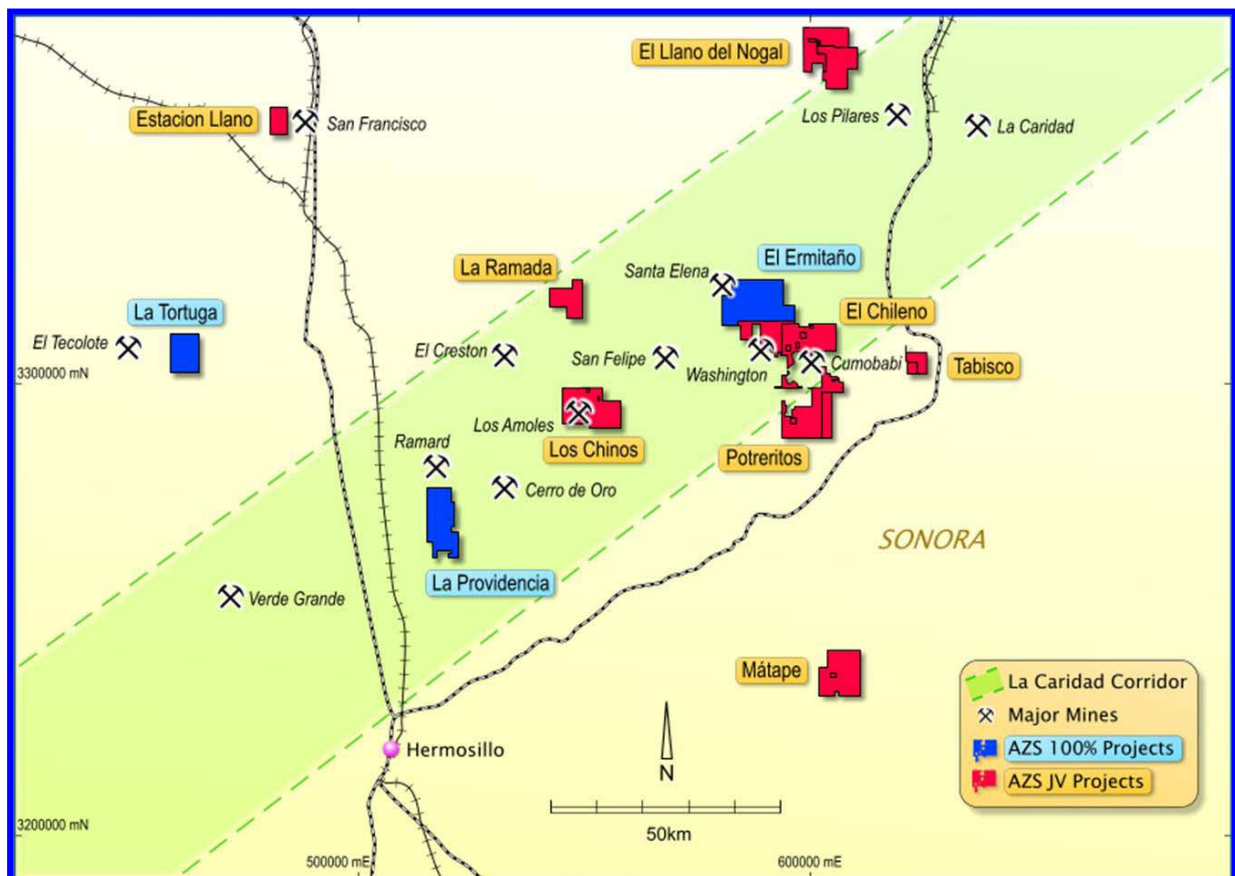 El Llano del Nogal
Estacion Llano
San Francisco
Los Pilares
La Caridad
La Ramada
Santa Elena
El Ermitaño
La Tortuga
El Chileno
El Tecolote
El Creston
San Felipe
Washington
Cumobabi
Tabisco
3300000 mN
Los Amoles
Ramard
Los Chinos
Potreritos
Cerro de Oro
SONORA
La Providencia
Verde Grande
Mátape
La Caridad Corridor
Major Mines
AZS 100% Projects
AZS JV Projects
Hermosillo
N
50km
3200000 mN
500000 mE
600000 mE